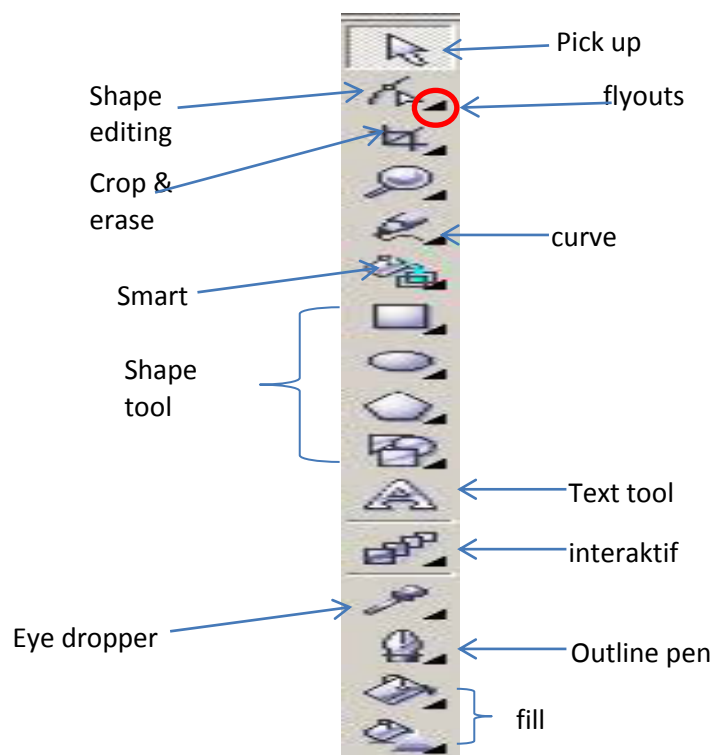 Pick up
Shape
editing
flyouts
Crop &
erase
curve
Smart
Shape
tool
Text tool
interaktif
Eye dropper
Outline pen
fill